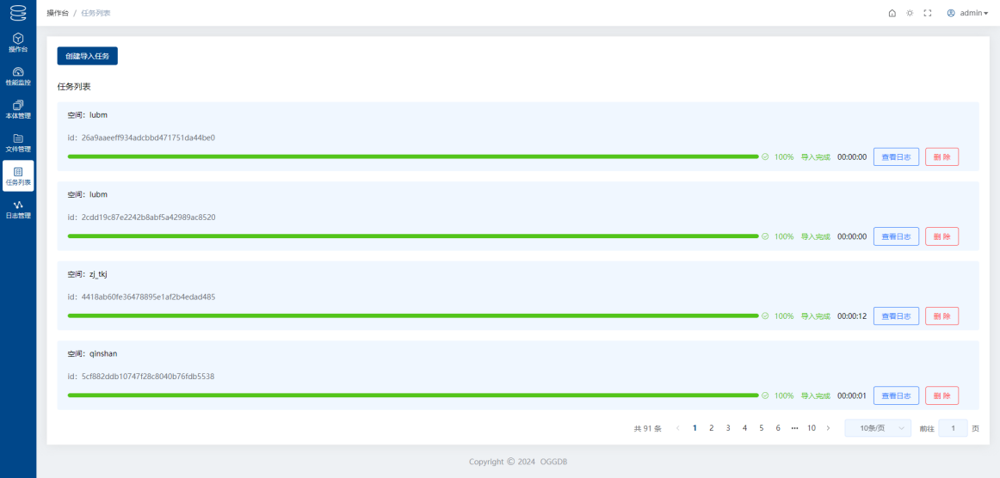 操作台 / 任务列表
admin
操作台
性能监控
本体管理
文件管理
任务列表
日志管理
创建导入任务
任务列表
空间：lubm
id：26a9aaeeff934adcbbd471751da44be0
100% 导入完成 00:00:00 查看日志 删 除
空间：lubm
id：2cdd19c87e2242b8abf5a42989ac8520
100% 导入完成 00:00:00 查看日志 删 除
空间：zj_tkj
id：4418ab60fe36478895e1af2b4edad485
100% 导入完成 00:00:12 查看日志 删 除
空间：qinshan
id：5cf882ddb10747f28c8040b76fdb5538
100% 导入完成 00:00:01 查看日志 删 除
共 91 条 < 1 2 3 4 5 6 ••• 10 > 10条/页 前往 1 页
Copyright © 2024 OGGDB